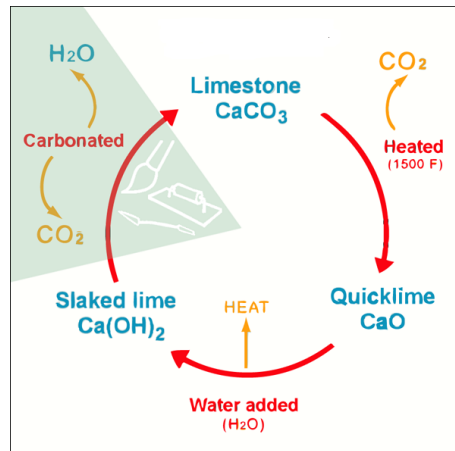 H₂O
Carbonated
CO₂
Limestone
CaCO₃
CO₂
Heated
(1500 F)
Slaked lime
Ca(OH)₂
HEAT
Quicklime
CaO
Water added
(H₂O)